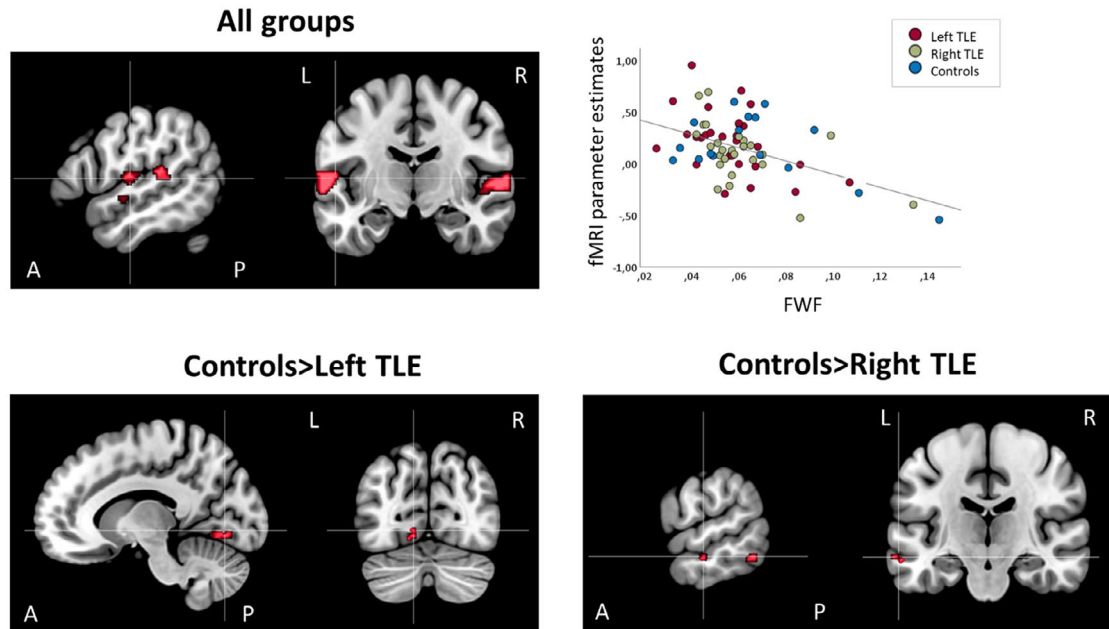 All groups
L
R
A
P
Left TLE
Right TLE
Controls
fMRI parameter estimates
1,00
,50
,00
-,50
-1,00
,02
,04
,06
,08
,10
,12
,14
FWF
Controls>Left TLE
L
R
A
P
Controls>Right TLE
L
R
A
P